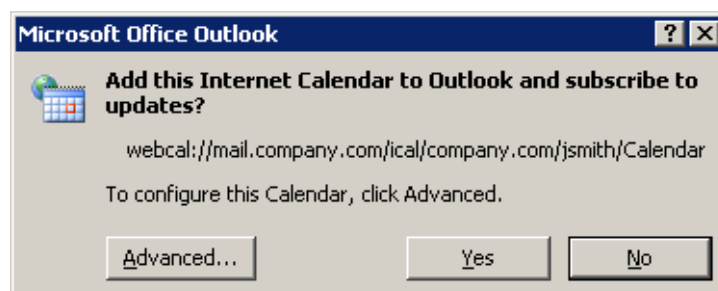 Microsoft Office Outlook
Add this Internet Calendar to Outlook and subscribe to
updates?
webcal://mail.company.com/ical/company.com/jsmith/Calendar
To configure this Calendar, click Advanced.
Advanced... Yes No